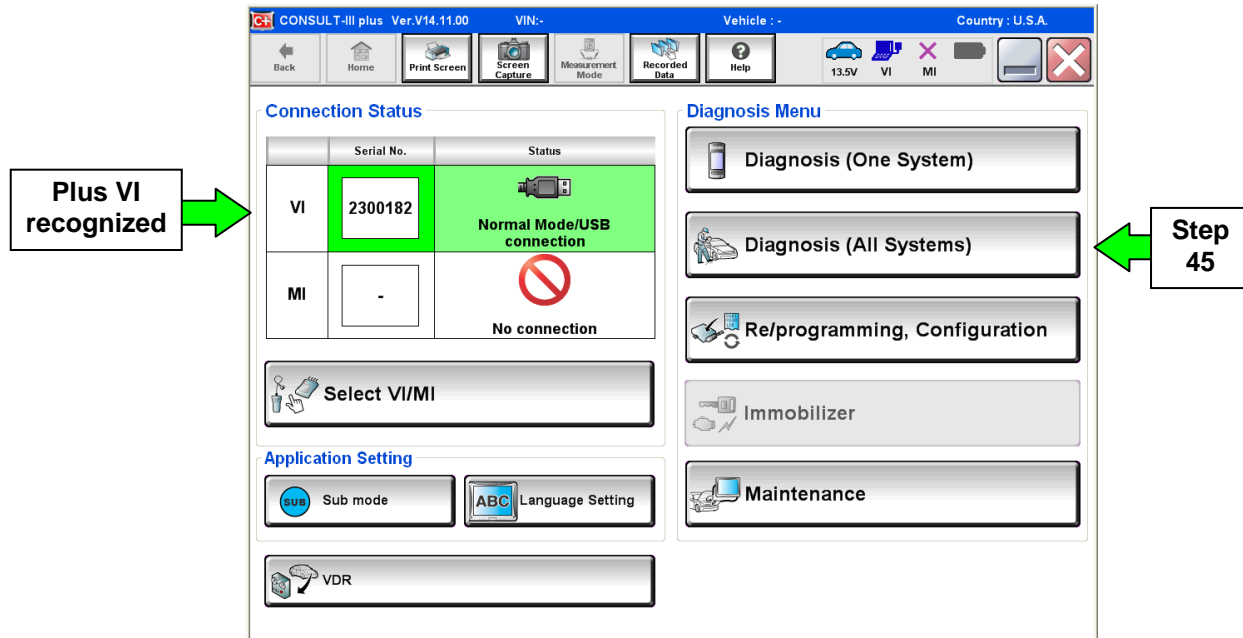 CONSULT-III plus Ver.V14.11.00 VIN:- Vehicle : - Country : U.S.A.
Back
Home
Print Screen
Screen
Capture
Measurement
Mode
Recorded
Data
Help
13.5V
VI
MI
Connection Status
Serial No. Status
VI
2300182
Normal Mode/USB
connection
MI
-
No connection
Select VI/MI
Application Setting
SUB
Sub mode
ABC
Language Setting
VDR
Diagnosis Menu
Diagnosis (One System)
Diagnosis (All Systems)
Re/programming, Configuration
Immobilizer
Maintenance
Plus VI
recognized
Step
45